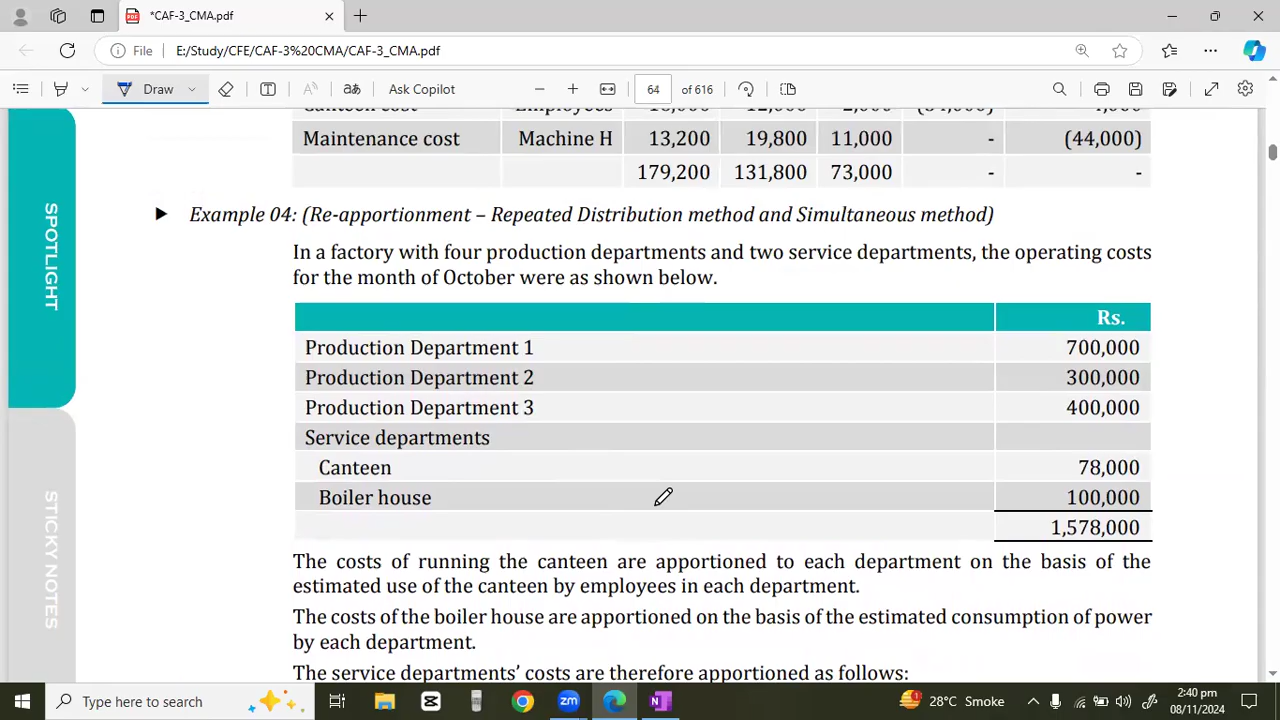 *CAF-3_CMA.pdf
File
E:/Study/CFE/CAF-3%20CMA/CAF-3_CMA.pdf
Draw
Ask Copilot
64 of 616
Canteen cost Employees
Maintenance cost Machine H 13,200 19,800 11,000 - (44,000)
179,200 131,800 73,000 - -
SPOTLIGHT
STICKY NOTES
Example 04: (Re-apportionment – Repeated Distribution method and Simultaneous method)
In a factory with four production departments and two service departments, the operating costs
for the month of October were as shown below.
Rs.
Production Department 1 700,000
Production Department 2 300,000
Production Department 3 400,000
Service departments
Canteen 78,000
Boiler house 100,000
1,578,000
The costs of running the canteen are apportioned to each department on the basis of the
estimated use of the canteen by employees in each department.
The costs of the boiler house are apportioned on the basis of the estimated consumption of power
by each department.
The service departments’ costs are therefore apportioned as follows:
Type here to search
28°C Smoke
2:40 pm
08/11/2024